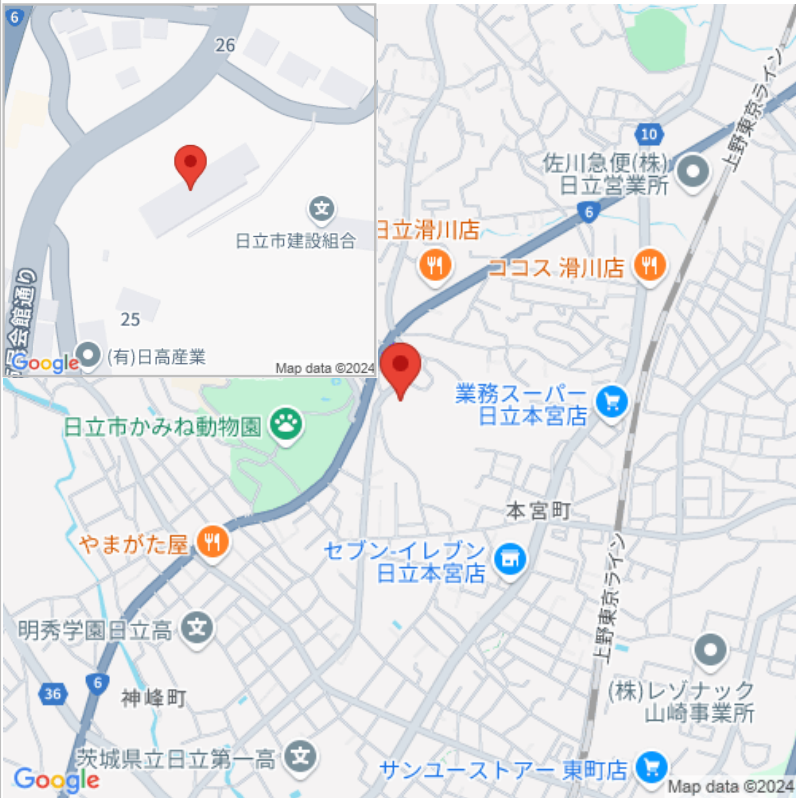 6
26
日立市建設組合
25
(有)日高産業
Google
Map data ©2024
10
上野東京ライン
佐川急便(株)
日立営業所
6
日立滑川店
ココス 滑川店
業務スーパー
日立本宮店
日立市かみね動物園
本宮町
やまがた屋
セブン-イレブン
日立本宮店
上野東京ライン
明秀学園日立高
36
6
神峰町
(株)レゾナック
山崎事業所
茨城県立日立第一高
サンユーストアー 東町店
Google
Map data ©2024